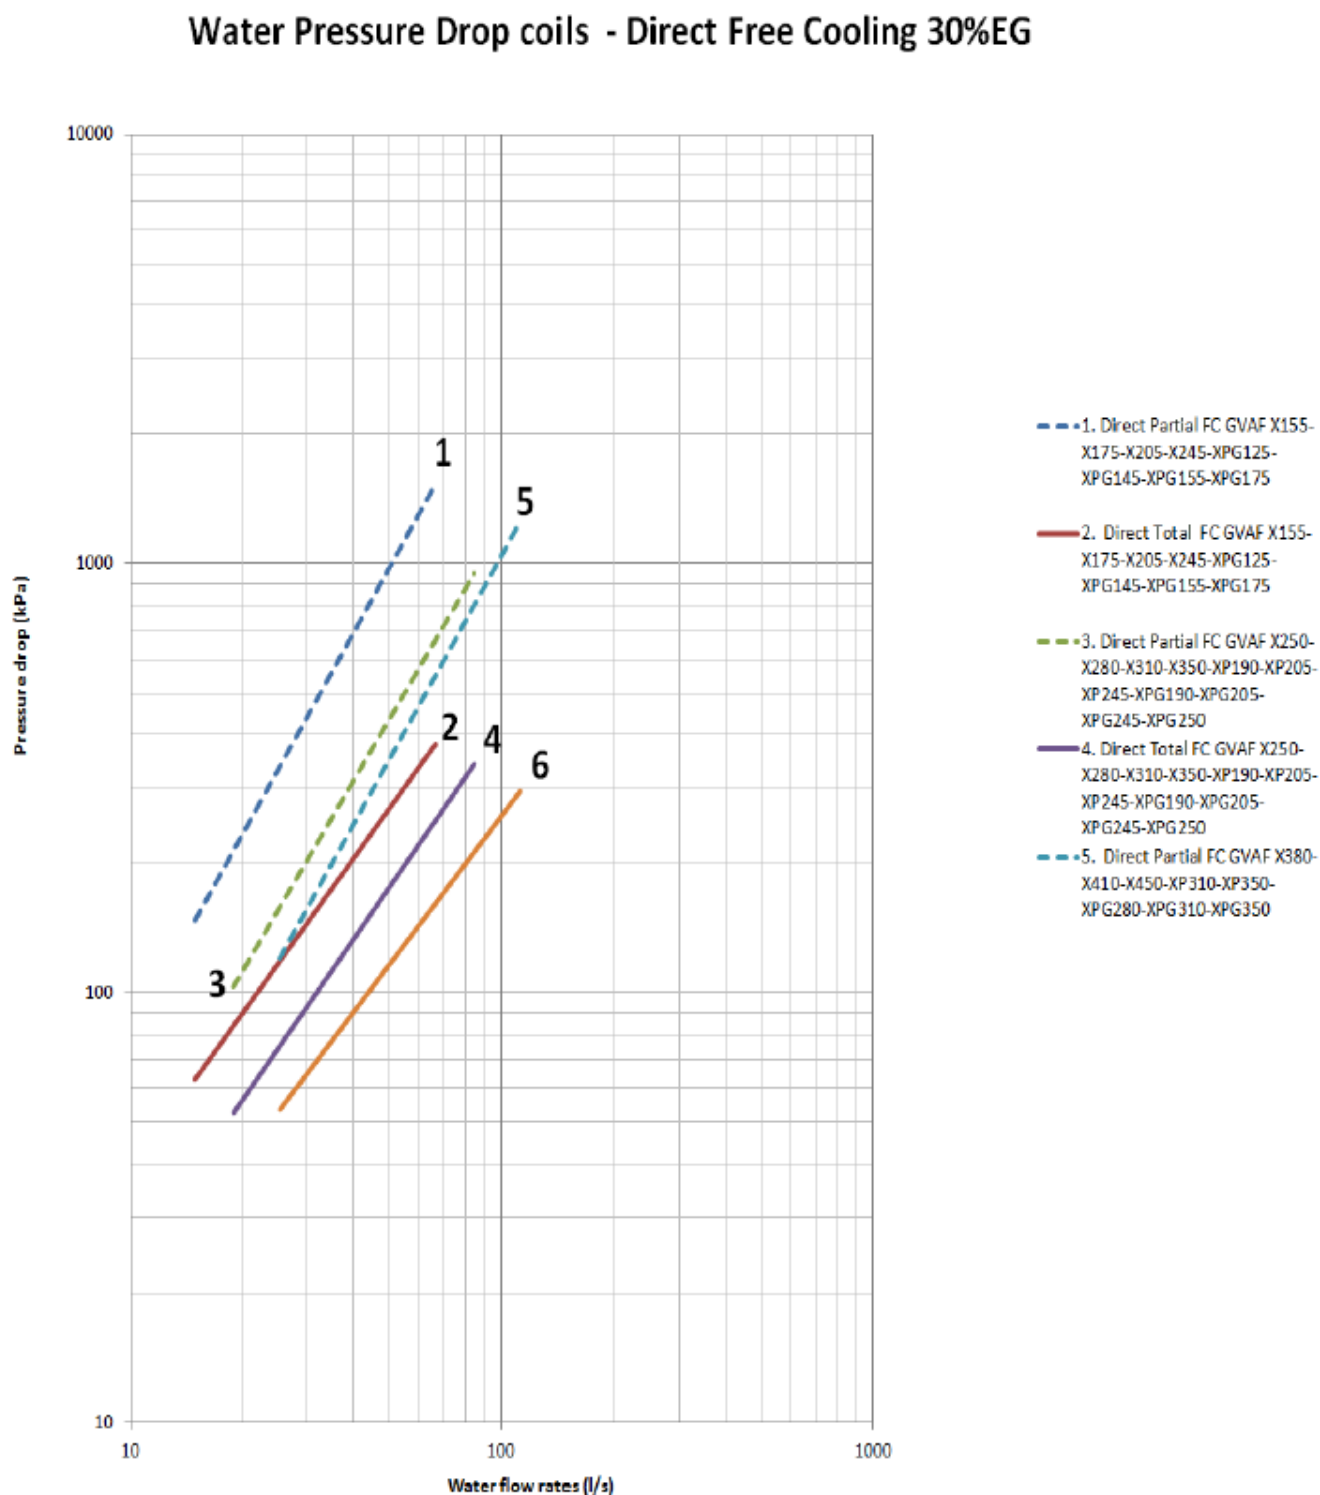 Water Pressure Drop coils - Direct Free Cooling 30%EG
10000
1000
100
10
Pressure drop (kPa)
10
100
1000
Water flow rates (l/s)
1
5
2
4
6
3
1. Direct Partial FC GVAF X155-
X175-X205-X245-XPG125-
XPG145-XPG155-XPG175
2. Direct Total FC GVAF X155-
X175-X205-X245-XPG125-
XPG145-XPG155-XPG175
3. Direct Partial FC GVAF X250-
X280-X310-X350-XP190-XP205-
XP245-XPG190-XPG205-
XPG245-XPG250
4. Direct Total FC GVAF X250-
X280-X310-X350-XP190-XP205-
XP245-XPG190-XPG205-
XPG245-XPG250
5. Direct Partial FC GVAF X380-
X410-X450-XP310-XP350-
XPG280-XPG310-XPG350